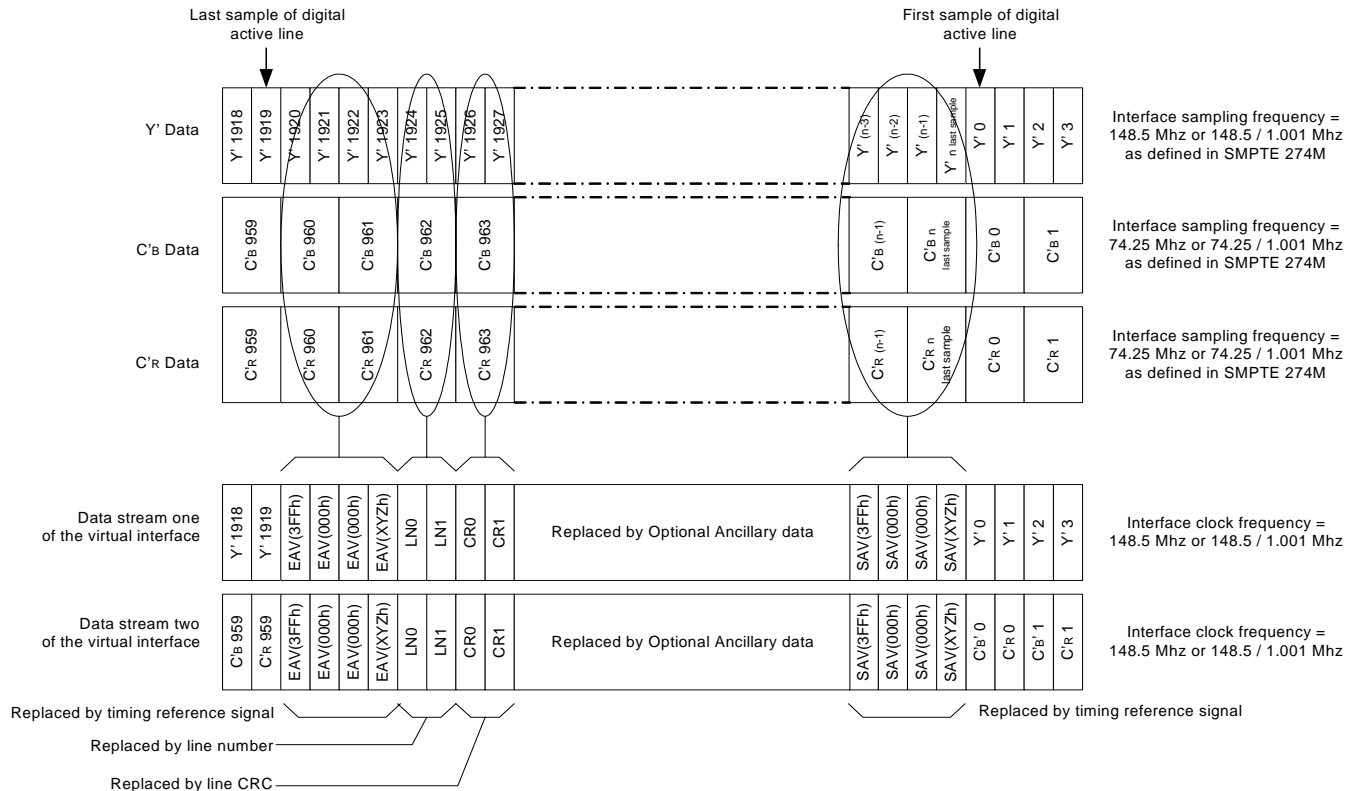 Last sample of digital
active line
First sample of digital
active line
Y' Data
Y' 1918
Y' 1919
Y' 1920
Y' 1921
Y' 1922
Y' 1923
Y' 1924
Y' 1925
Y' 1926
Y' 1927
Y' (n-3)
Y' (n-2)
Y' (n-1)
Y' n last sample
Y' 0
Y' 1
Y' 2
Y' 3
Interface sampling frequency =
148.5 Mhz or 148.5 / 1.001 Mhz
as defined in SMPTE 274M
C'B Data
C'B 959
C'B 960
C'B 961
C'B 962
C'B 963
C'B (n-1)
C'B n
last sample
C'B 0
C'B 1
Interface sampling frequency =
74.25 Mhz or 74.25 / 1.001 Mhz
as defined in SMPTE 274M
C'R Data
C'R 959
C'R 960
C'R 961
C'R 962
C'R 963
C'R (n-1)
C'R n
last sample
C'R 0
C'R 1
Interface sampling frequency =
74.25 Mhz or 74.25 / 1.001 Mhz
as defined in SMPTE 274M
Data stream one
of the virtual interface
Y' 1918
Y' 1919
EAV(3FFh)
EAV(000h)
EAV(000h)
EAV(XYZh)
LN0
LN1
CR0
CR1
Replaced by Optional Ancillary data
SAV(3FFh)
SAV(000h)
SAV(000h)
SAV(XYZh)
Y' 0
Y' 1
Y' 2
Y' 3
Interface clock frequency =
148.5 Mhz or 148.5 / 1.001 Mhz
Data stream two
of the virtual interface
C'B 959
C'R 959
EAV(3FFh)
EAV(000h)
EAV(000h)
EAV(XYZh)
LN0
LN1
CR0
CR1
Replaced by Optional Ancillary data
SAV(3FFh)
SAV(000h)
SAV(000h)
SAV(XYZh)
CB' 0
C'R 0
CB' 1
C'R 1
Interface clock frequency =
148.5 Mhz or 148.5 / 1.001 Mhz
Replaced by timing reference signal
Replaced by timing reference signal
Replaced by line number
Replaced by line CRC